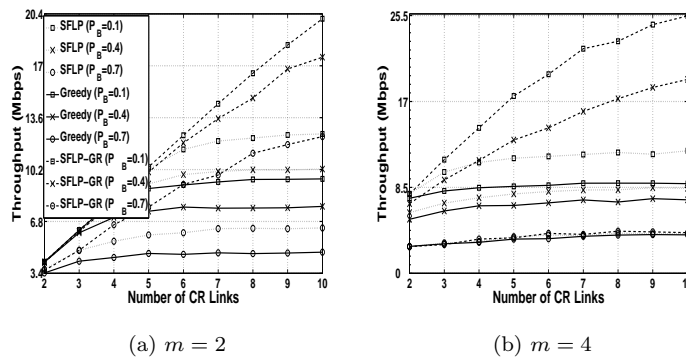 20.4
17
13.6
10.2
6.8
3.4
Throughput (Mbps)
SFLP (P_B=0.1)
SFLP (P_B=0.4)
SFLP (P_B=0.7)
Greedy (P_B=0.1)
Greedy (P_B=0.4)
Greedy (P_B=0.7)
SFLP-GR (P_B=0.1)
SFLP-GR (P_B=0.4)
SFLP-GR (P_B=0.7)
2 3 4 5 6 7 8 9 10
Number of CR Links
(a) m = 2
25.5
17
8.5
0
Throughput (Mbps)
2 3 4 5 6 7 8 9 1
Number of CR Links
(b) m = 4